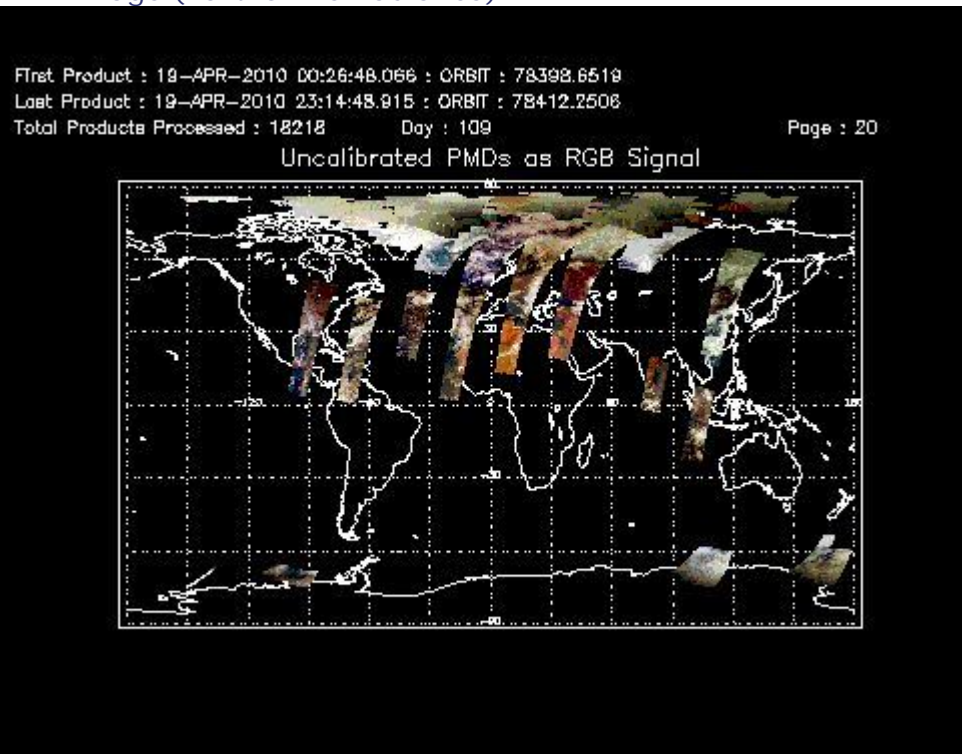 First Product : 19-APR-2010 00:26:48.066 : ORBIT : 78398.6519
Last Product : 19-APR-2010 23:14:48.915 : ORBIT : 78412.2506
Total Products Processed : 18218 Day : 109 Page : 20
Uncalibrated PMDs as RGB Signal
-120
-30
-90